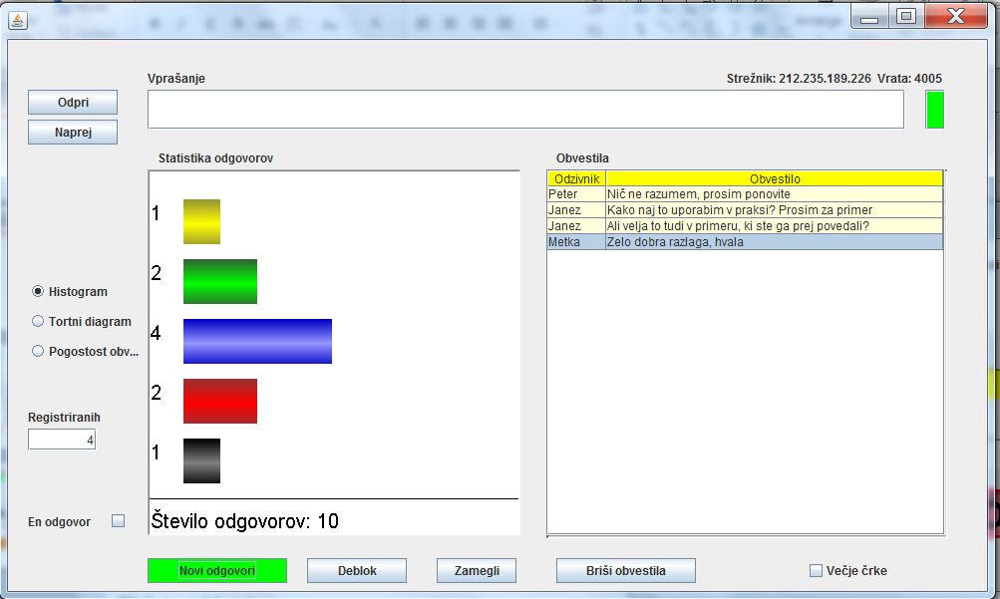 Vprašanje
Strežnik: 212.235.189.226 Vrata: 4005
Odpri
Naprej
Statistika odgovorov
1
2
4
2
1
Število odgovorov: 10
Histogram
Tortni diagram
Pogostost obv...
Registriranih
4
En odgovor
Obvestila
Odzivnik Obvestilo
Peter Nič ne razumem, prosim ponovite
Janez Kako naj to uporabim v praksi? Prosim za primer
Janez Ali velja to tudi v primeru, ki ste ga prej povedali?
Metka Zelo dobra razlaga, hvala
Novi odgovori
Deblok
Zamegli
Briši obvestila
Večje črke